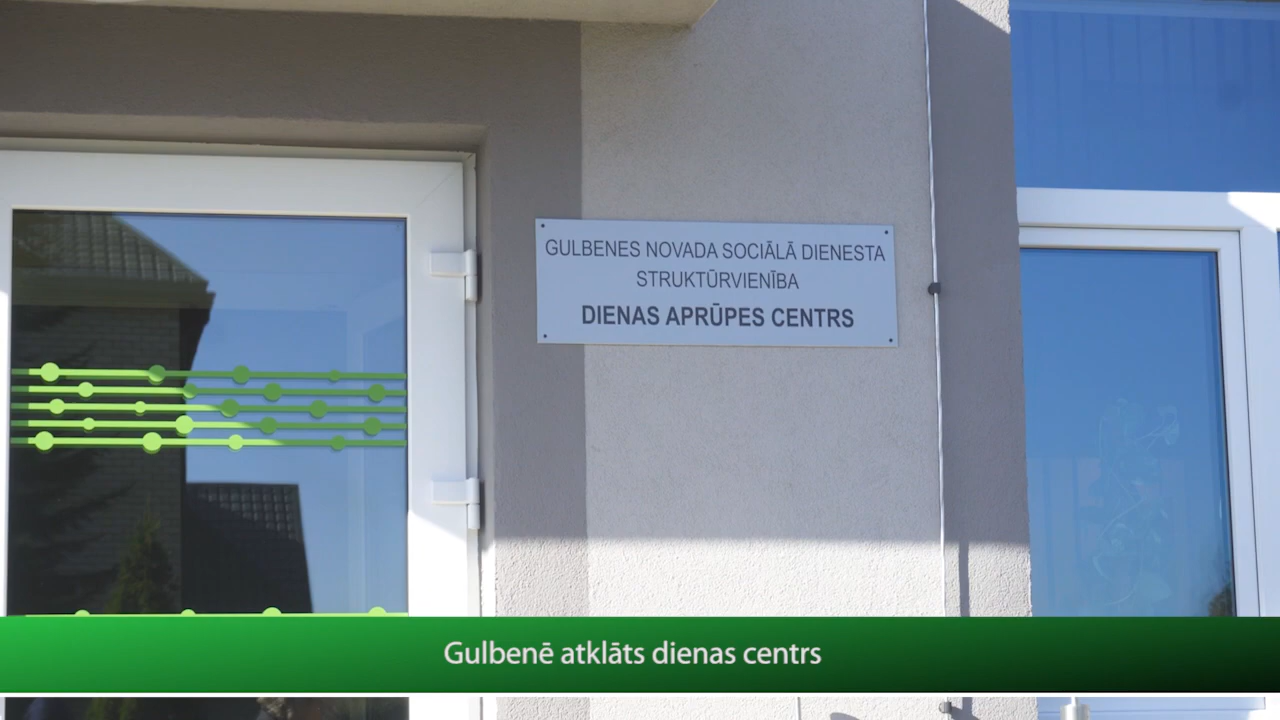 GULBENES NOVADA SOCIĀLĀ DIENESTA
STRUKTŪRVIENĪBA
DIENAS APRŪPES CENTRS
Gulbenē atklāts dienas centrs